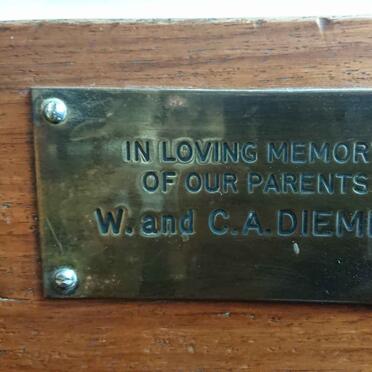 IN LOVING MEMOR
OF OUR PARENTS
W. and C.A. DIEM